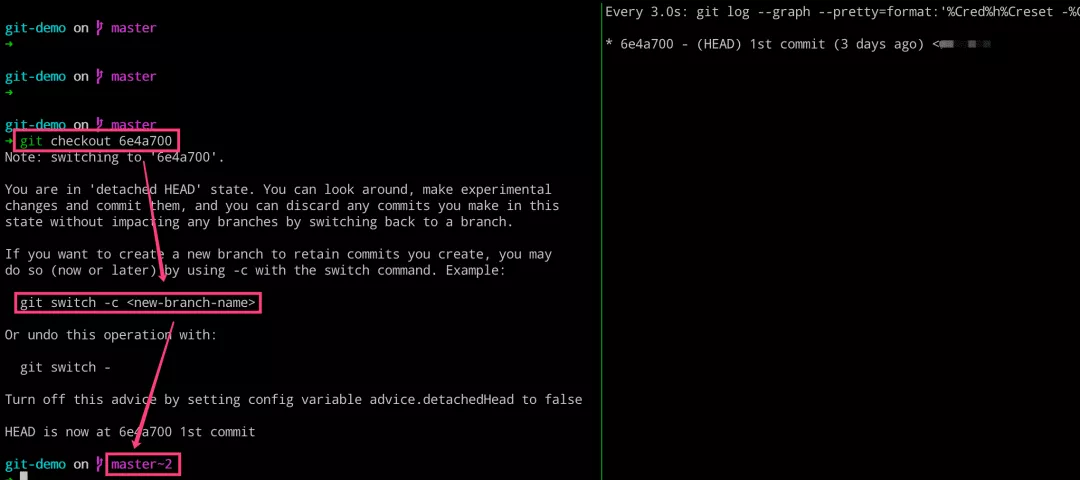 git-demo on master
➜
git-demo on master
➜
git-demo on master
➜ git checkout 6e4a700
Note: switching to '6e4a700'.
You are in 'detached HEAD' state. You can look around, make experimental
changes and commit them, and you can discard any commits you make in this
state without impacting any branches by switching back to a branch.
If you want to create a new branch to retain commits you create, you may
do so (now or later) by using -c with the switch command. Example:
git switch -c <new-branch-name>
Or undo this operation with:
git switch -
Turn off this advice by setting config variable advice.detachedHead to false
HEAD is now at 6e4a700 1st commit
git-demo on master~2
➜
Every 3.0s: git log --graph --pretty=format:'%Cred%h%Creset -%C
* 6e4a700 - (HEAD) 1st commit (3 days ago) <